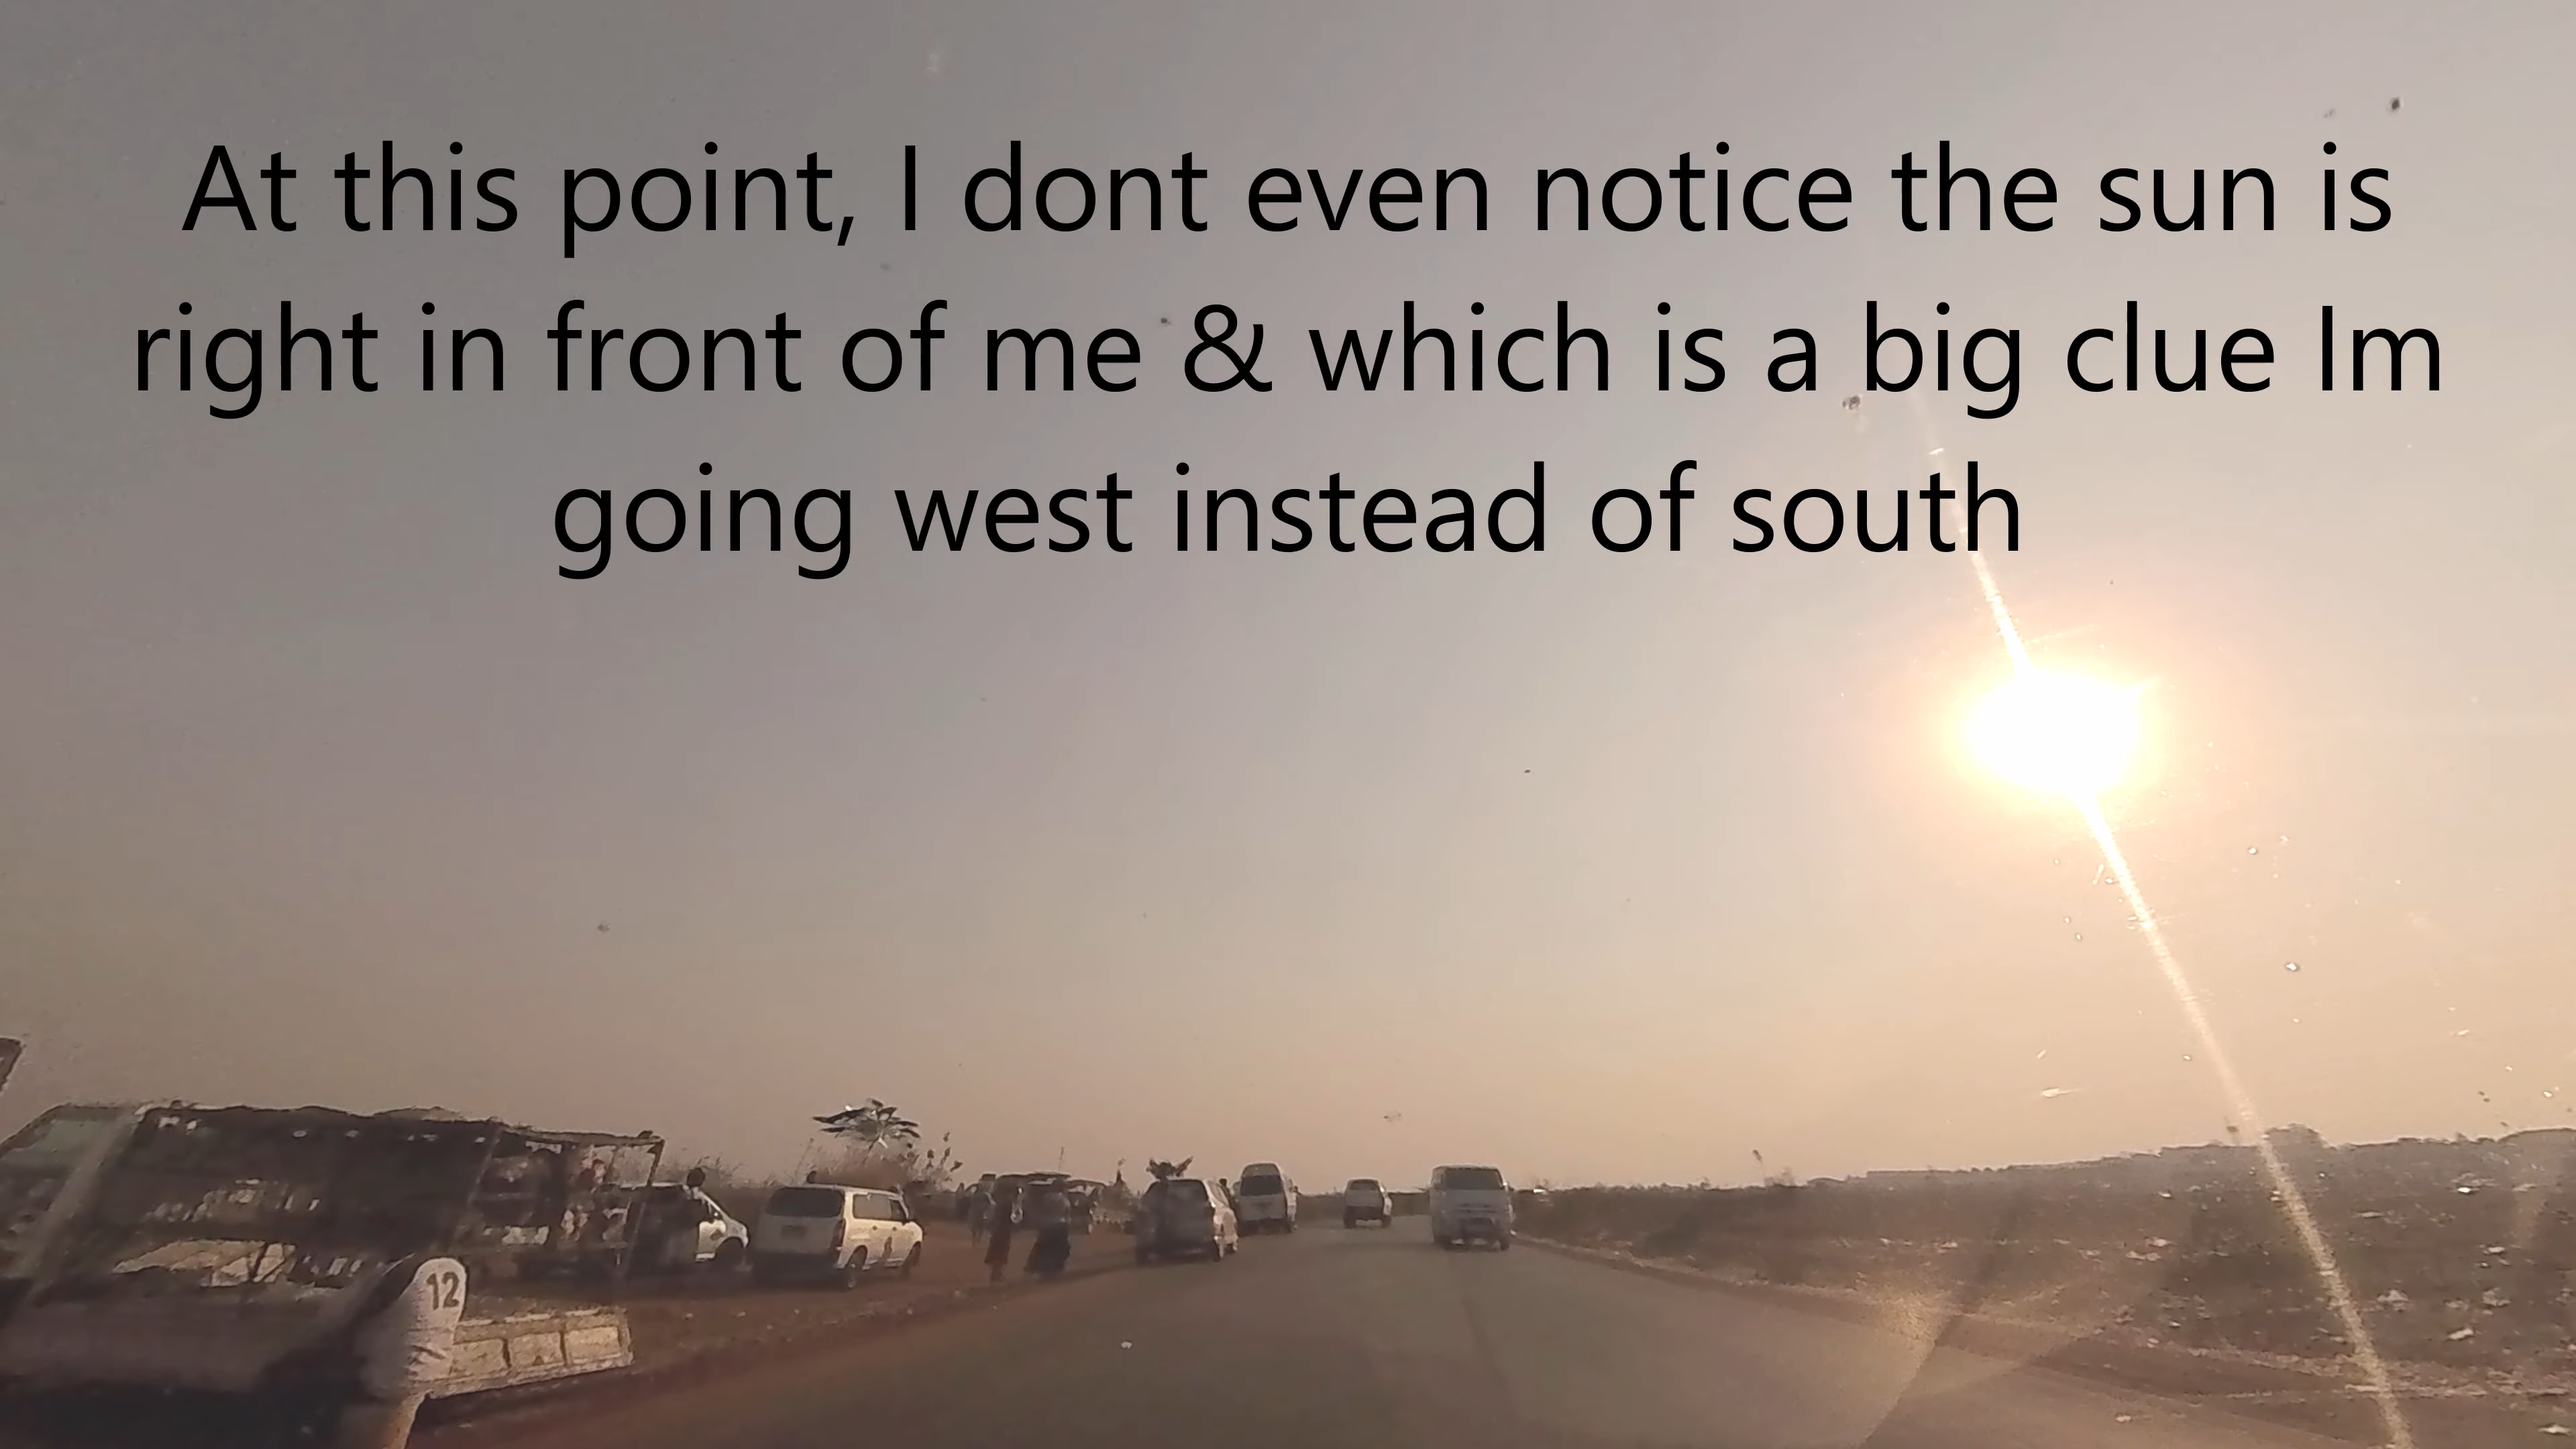 At this point, I dont even notice the sun is
right in front of me & which is a big clue Im
going west instead of south
12